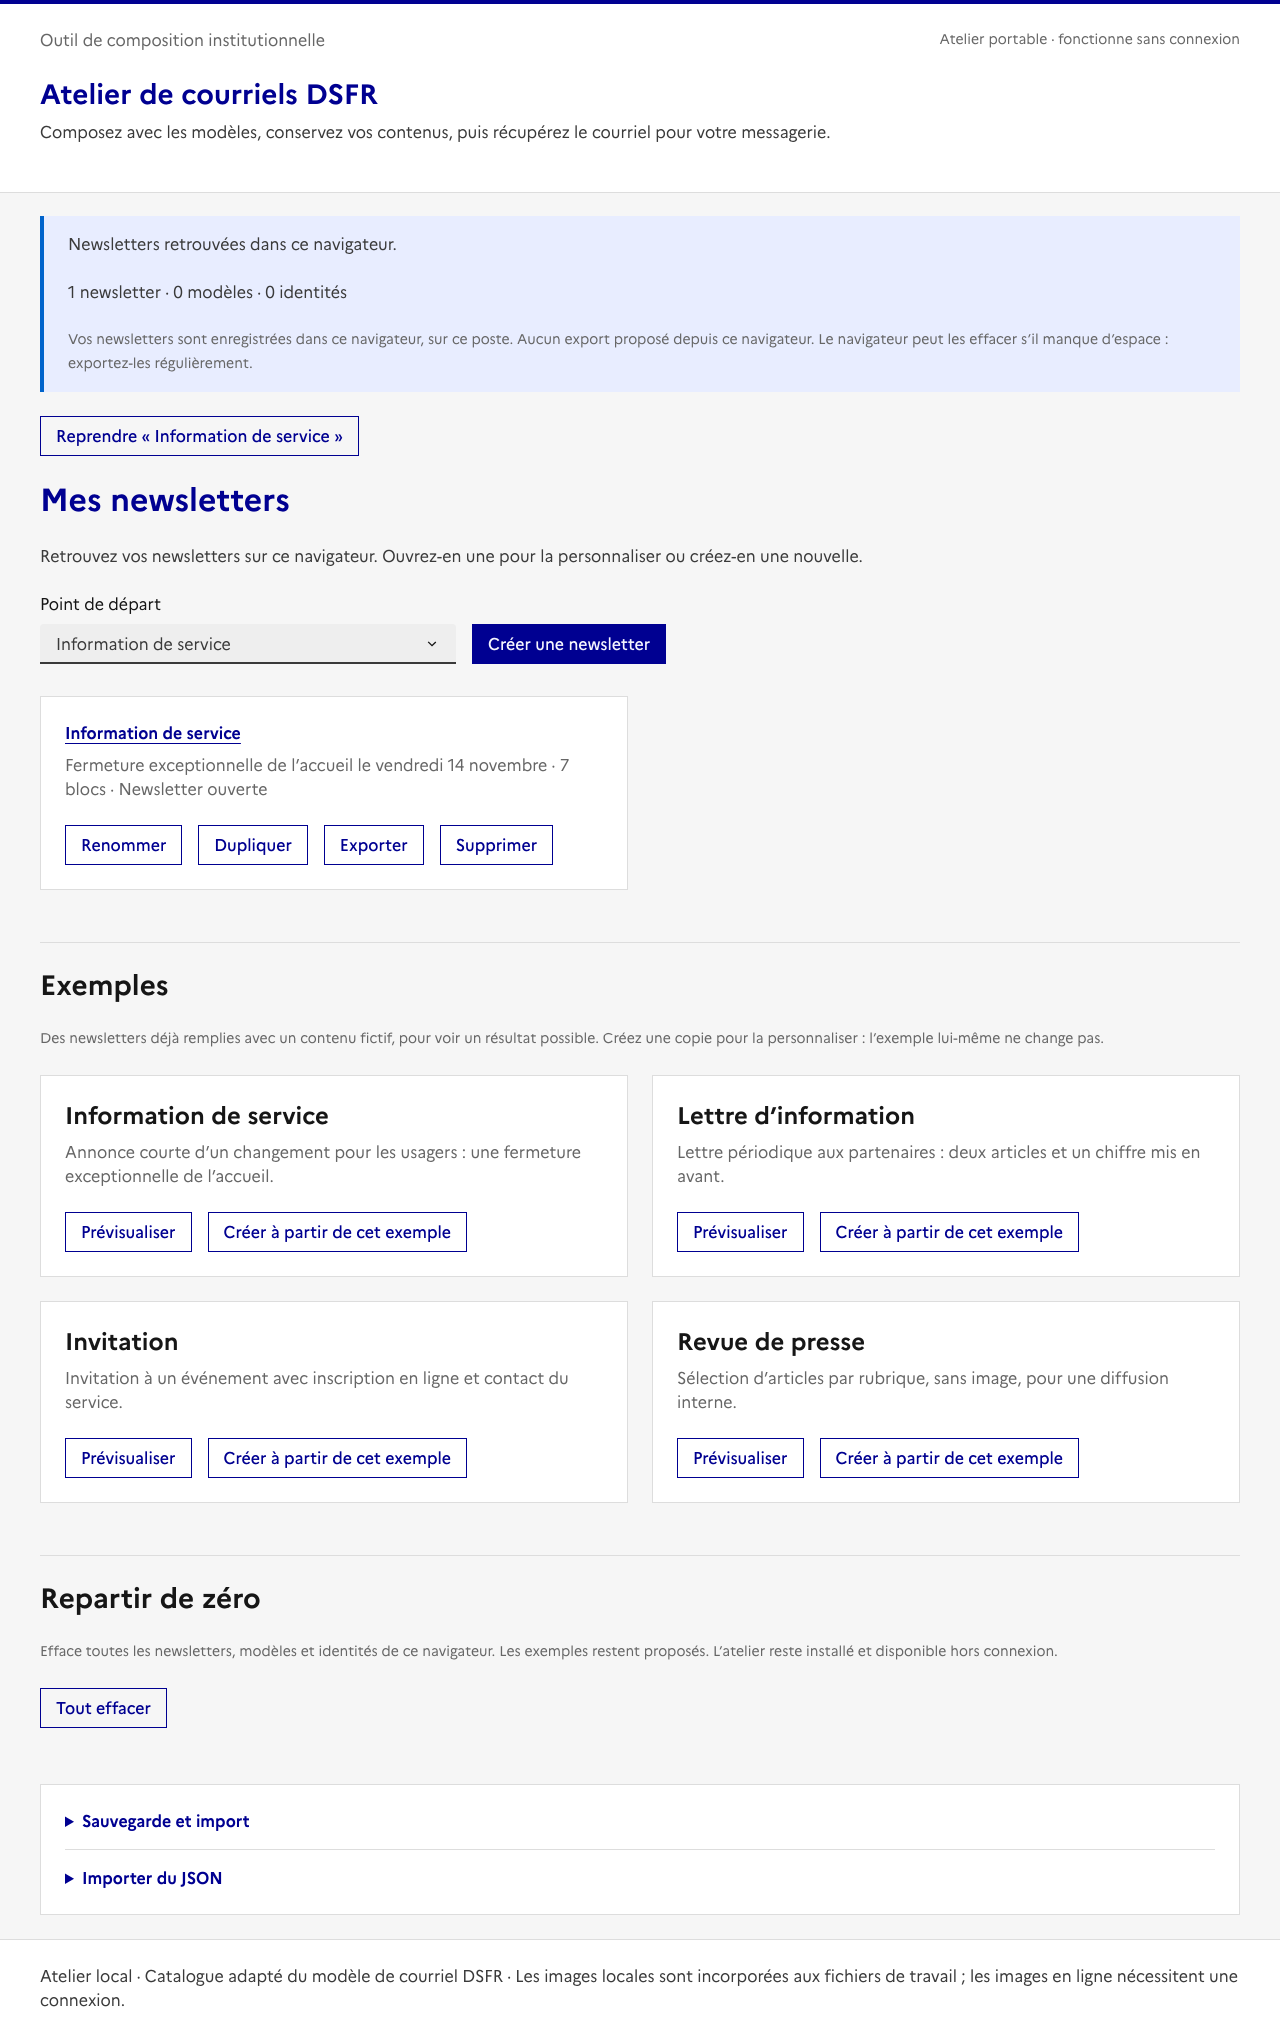 Outil de composition institutionnelle
Atelier portable · fonctionne sans connexion
Atelier de courriels DSFR
Composez avec les modèles, conservez vos contenus, puis récupérez le courriel pour votre messagerie.
Newsletters retrouvées dans ce navigateur.
1 newsletter · 0 modèles · 0 identités
Vos newsletters sont enregistrées dans ce navigateur, sur ce poste. Aucun export proposé depuis ce navigateur. Le navigateur peut les effacer s’il manque d’espace :
exportez-les régulièrement.
Reprendre « Information de service »
Mes newsletters
Retrouvez vos newsletters sur ce navigateur. Ouvrez-en une pour la personnaliser ou créez-en une nouvelle.
Point de départ
Information de service
Créer une newsletter
Information de service
Fermeture exceptionnelle de l’accueil le vendredi 14 novembre · 7
blocs · Newsletter ouverte
Renommer
Dupliquer
Exporter
Supprimer
Exemples
Des newsletters déjà remplies avec un contenu fictif, pour voir un résultat possible. Créez une copie pour la personnaliser : l’exemple lui-même ne change pas.
Information de service
Annonce courte d’un changement pour les usagers : une fermeture
exceptionnelle de l’accueil.
Prévisualiser
Créer à partir de cet exemple
Lettre d’information
Lettre périodique aux partenaires : deux articles et un chiffre mis en
avant.
Prévisualiser
Créer à partir de cet exemple
Invitation
Invitation à un événement avec inscription en ligne et contact du
service.
Prévisualiser
Créer à partir de cet exemple
Revue de presse
Sélection d’articles par rubrique, sans image, pour une diffusion
interne.
Prévisualiser
Créer à partir de cet exemple
Repartir de zéro
Efface toutes les newsletters, modèles et identités de ce navigateur. Les exemples restent proposés. L’atelier reste installé et disponible hors connexion.
Tout effacer
Sauvegarde et import
Importer du JSON
Atelier local · Catalogue adapté du modèle de courriel DSFR · Les images locales sont incorporées aux fichiers de travail ; les images en ligne nécessitent une
connexion.